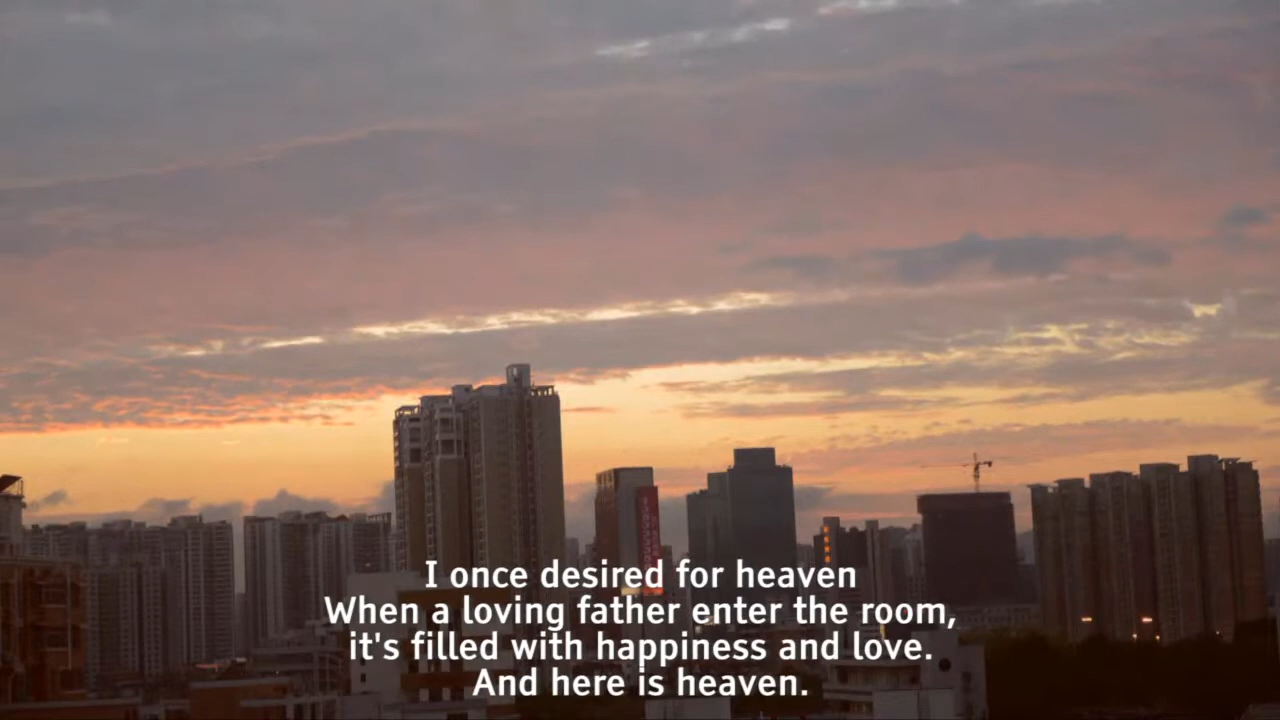 I once desired for heaven
When a loving father enter the room,
it's filled with happiness and love.
And here is heaven.